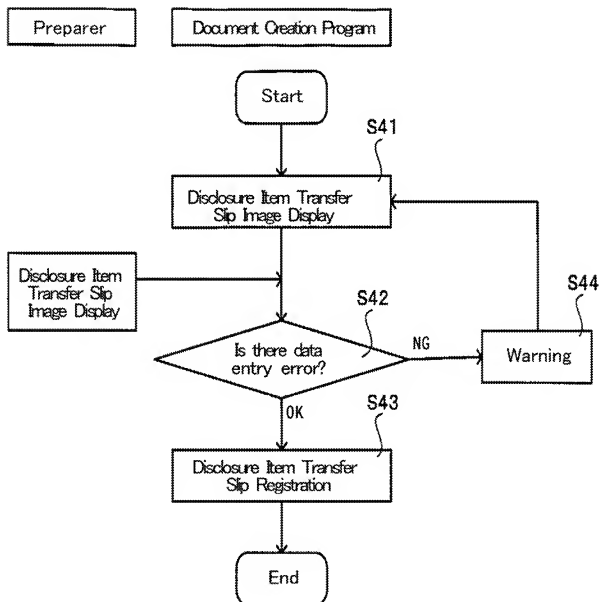 Preparer
Document Creation Program
Start
S41
Disclosure Item Transfer
Slip Image Display
Disclosure Item
Transfer Slip
Image Display
S42
Is there data
entry error?
NG
S44
Warning
OK
S43
Disclosure Item Transfer
Slip Registration
End